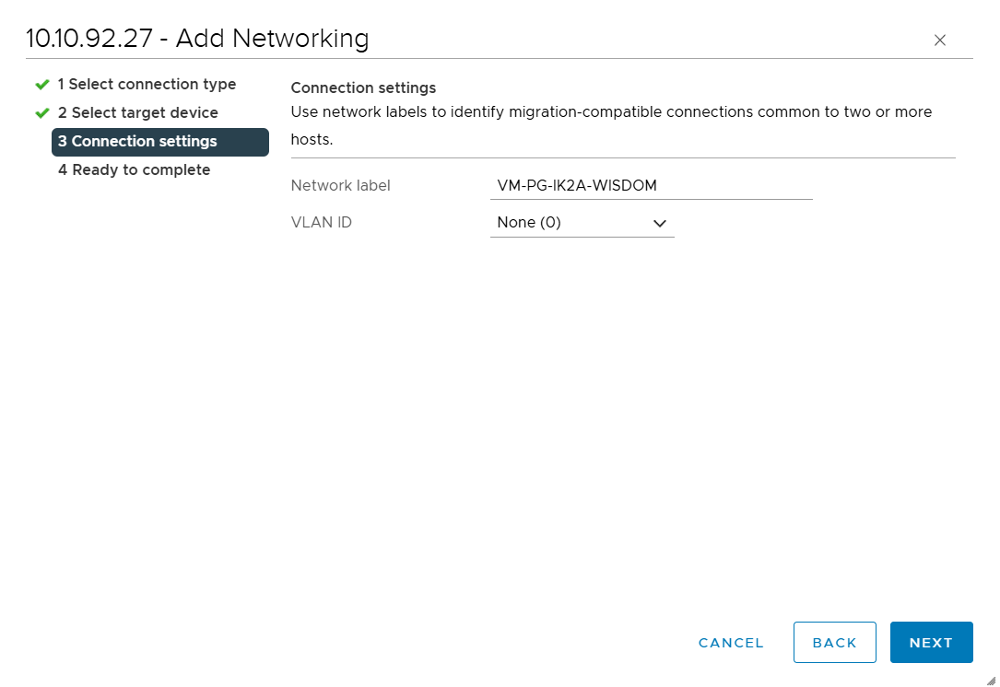 10.10.92.27 - Add Networking
1 Select connection type
2 Select target device
3 Connection settings
4 Ready to complete
Connection settings
Use network labels to identify migration-compatible connections common to two or more
hosts.
Network label
VM-PG-IK2A-WISDOM
VLAN ID
None (0)
CANCEL
BACK
NEXT